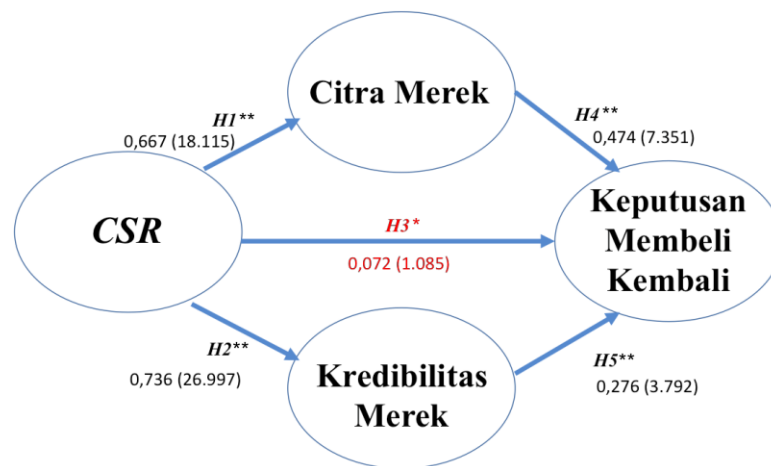 Citra Merek
H1**
0,667 (18.115)
H4**
0,474 (7.351)
CSR
H3*
0,072 (1.085)
Keputusan
Membeli
Kembali
H2**
0,736 (26.997)
Kredibilitas
Merek
H5**
0,276 (3.792)